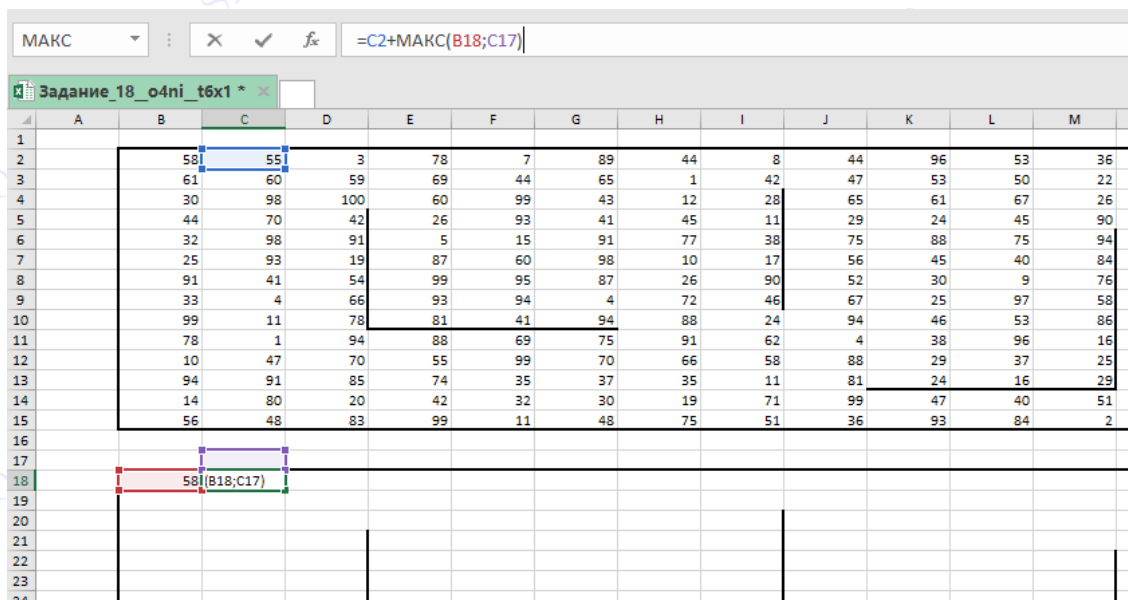 МАКС fx =C2+МАКС(B18;C17)
Задание_18_o4ni_t6x1 *
A B C D E F G H I J K L M
1
2 58 55 3 78 7 89 44 8 44 96 53 36
3 61 60 59 69 44 65 1 42 47 53 50 22
4 30 98 100 60 99 43 12 28 65 61 67 26
5 44 70 42 26 93 41 45 11 29 24 45 90
6 32 98 91 5 15 91 77 38 75 88 75 94
7 25 93 19 87 60 98 10 17 56 45 40 84
8 91 41 54 99 95 87 26 90 52 30 9 76
9 33 4 66 93 94 4 72 46 67 25 97 58
10 99 11 78 81 41 94 88 24 94 46 53 86
11 78 1 94 88 69 75 91 62 4 38 96 16
12 10 47 70 55 99 70 66 58 88 29 37 25
13 94 91 85 74 35 37 35 11 81 24 16 29
14 14 80 20 42 32 30 19 71 99 47 40 51
15 56 48 83 99 11 48 75 51 36 93 84 2
16
17
18 58 (B18;C17)
19
20
21
22
23
24